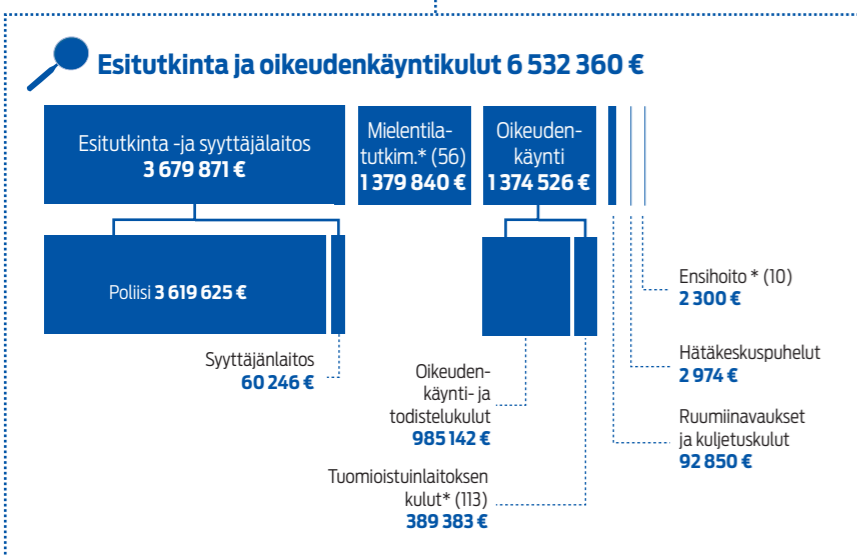 Esitutkinta ja oikeudenkäyntikulut 6 532 360 €
Esitutkinta -ja syyttäjälaitos
3 679 871 €
Mielentila-
tutkim.* (56)
1 379 840 €
Oikeuden-
käynti
1 374 526 €
Poliisi 3 619 625 €
Syyttäjänlaitos
60 246 €
Oikeuden-
käynti- ja
todistelukulut
985 142 €
Tuomioistuinlaitoksen
kulut* (113)
389 383 €
Ensihoito * (10)
2 300 €
Hätäkeskuspuhelut
2 974 €
Ruumiinavaukset
ja kuljetuskulut
92 850 €